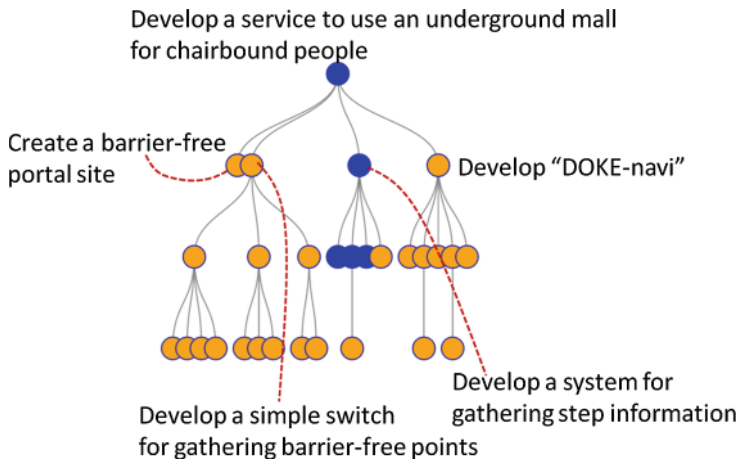 Develop a service to use an underground mall
for chairbound people
Create a barrier-free
portal site
Develop “DOKE-navi”
Develop a system for
gathering step information
Develop a simple switch
for gathering barrier-free points